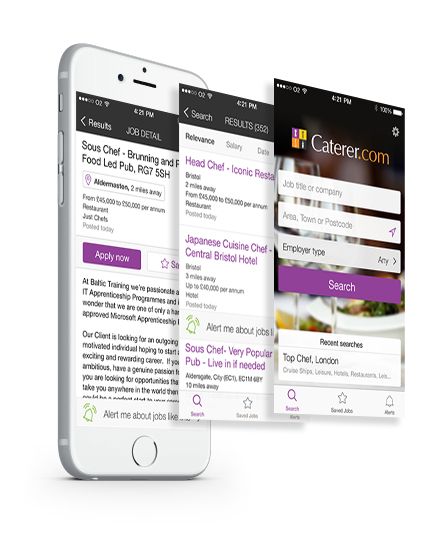 O2
4:21 PM
Results
JOB DETAIL
Sous Chef - Brunning and P
Food Led Pub, RG7 5SH
Aldermaston, 2 miles away
From £45,000 to £50,000 per annum
Restaurant
Just Chefs
Posted today
Apply now
Sa
At Baltic Training we're passionate a
IT Apprenticeship Programmes and i
wonder that we are one of only a han
approved Microsoft Apprenticeship P
Our Client is looking for an outgoing
motivated individual hoping to start a
exciting and rewarding career. If you
ambitious, have a genuine passion fo
you are looking for opportunities that
take you anywhere in the world then
could be a perfect start to your
Alert me about jobs like th
O2
4:21 PM
Search
RESULTS (352)
Relevance
Salary
Date
Head Chef - Iconic Resta
Bristol
2 miles away
From £45,000 to £50,000 per annum
Restaurant
Posted today
Japanese Cuisine Chef -
Central Bristol Hotel
Bristol
3 miles away
Up to £40,000 per annum
Hotel
Posted today
Alert me about jobs li
Sous Chef- Very Popular
Pub - Live in if needed
Aldersgate, City (EC1), EC1M 6BY
10 miles away
Search
Saved Jobs
O2
4:21 PM
100%
Caterer.com
Job title or company
Area, Town or Postcode
Employer type
Any
Search
Recent searches
Top Chef, London
Cruise Ships, Leisure, Hotels, Restaurants, Leis...
Search
Saved Jobs
Alerts